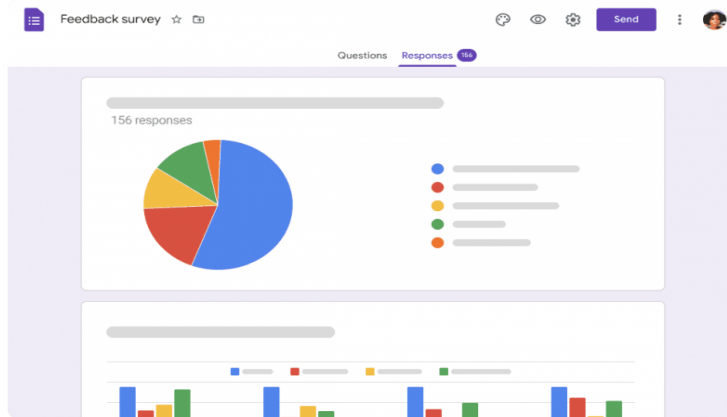 Feedback survey
Send
Questions
Responses 156
156 responses